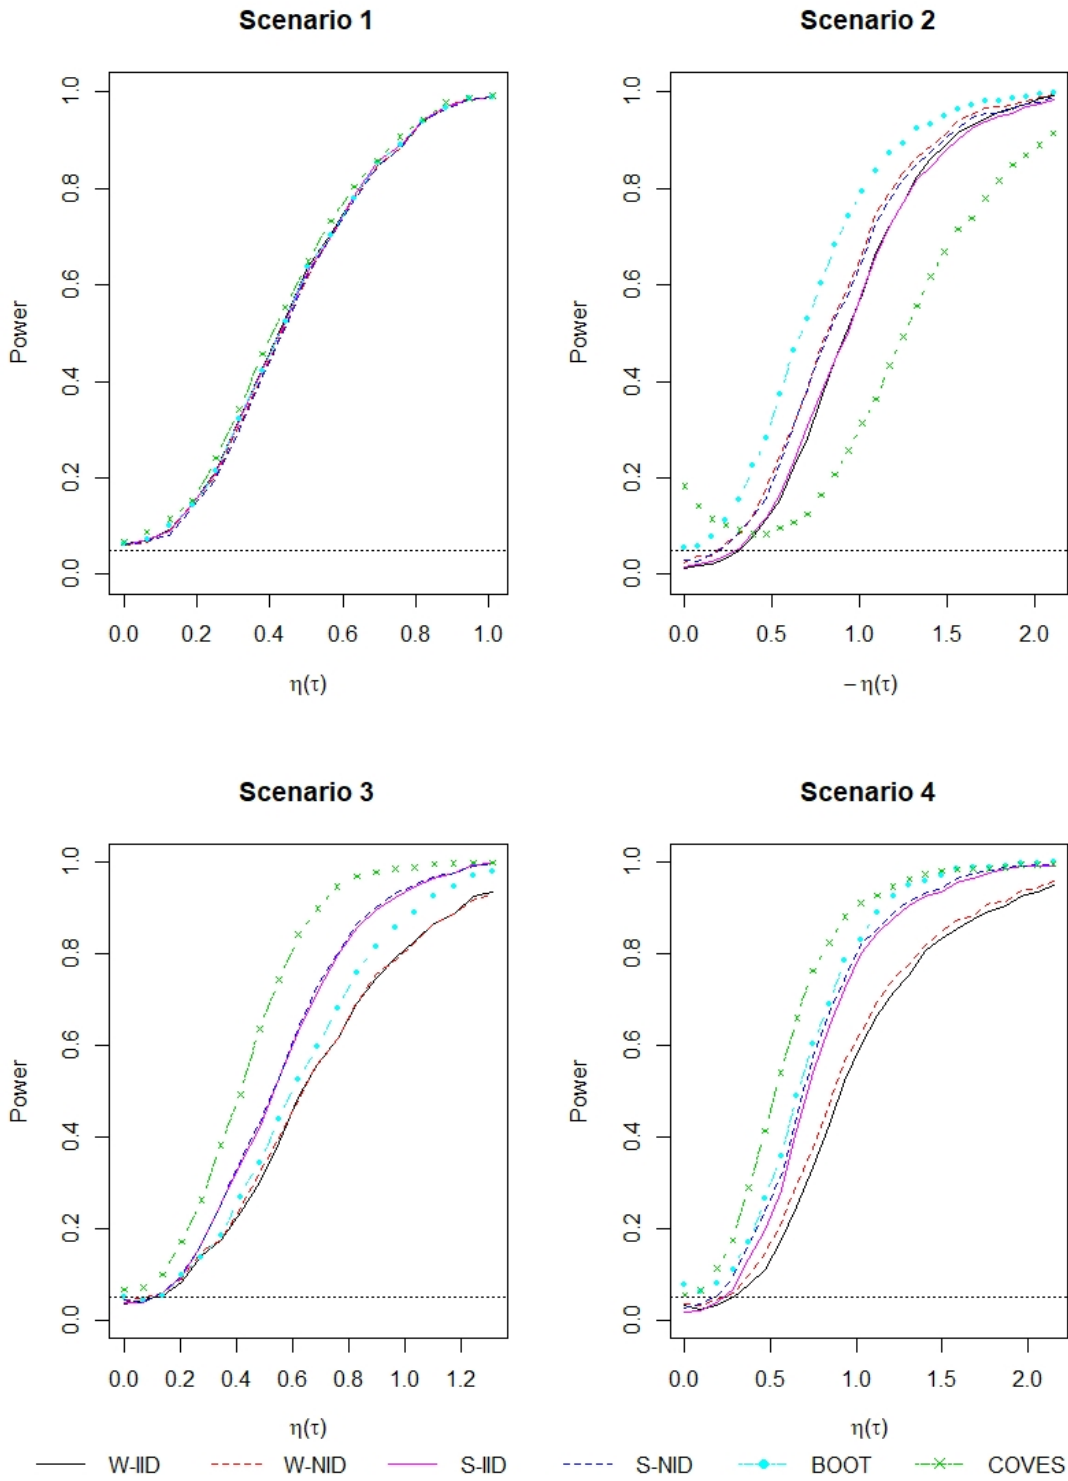 Scenario 1
Scenario 2
Power
1.0
0.8
0.6
0.4
0.2
0.0
0.0 0.2 0.4 0.6 0.8 1.0
η(τ)
Power
1.0
0.8
0.6
0.4
0.2
0.0
0.0 0.5 1.0 1.5 2.0
− η(τ)
Scenario 3
Scenario 4
Power
1.0
0.8
0.6
0.4
0.2
0.0
0.0 0.2 0.4 0.6 0.8 1.0 1.2
η(τ)
Power
1.0
0.8
0.6
0.4
0.2
0.0
0.0 0.5 1.0 1.5 2.0
η(τ)
W-IID W-NID S-IID S-NID BOOT COVES